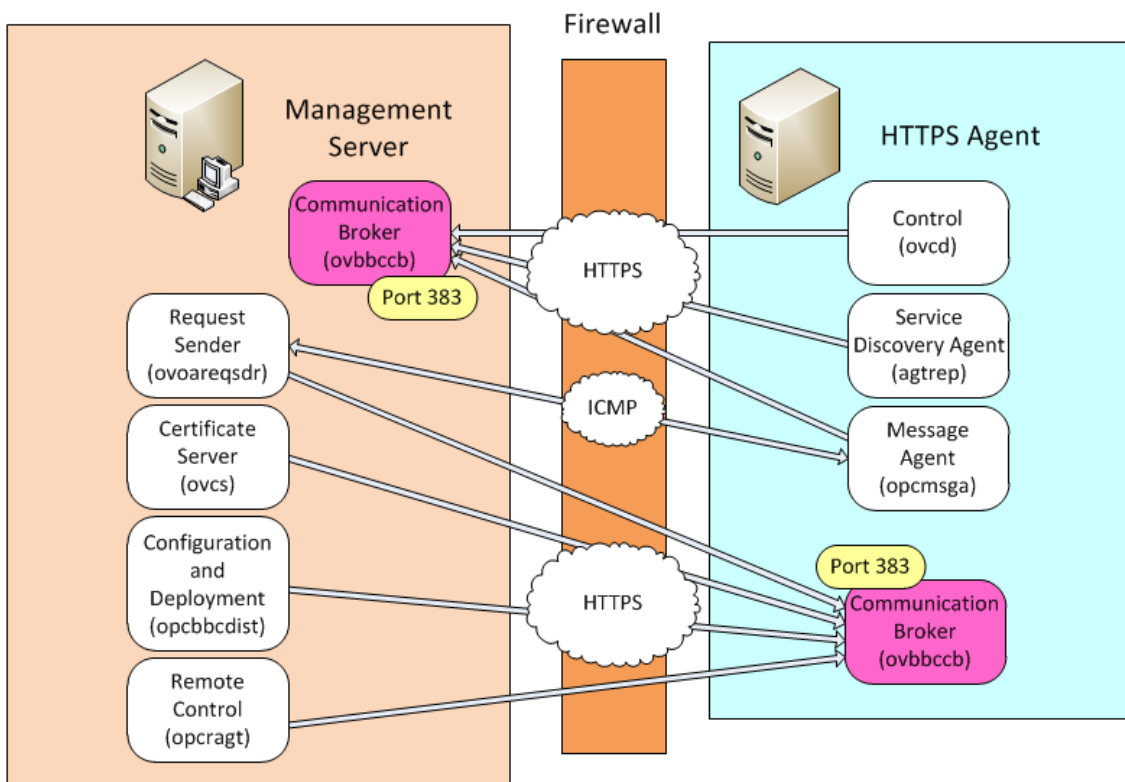 Firewall
Management
Server
Communication
Broker
(ovbbccb)
Port 383
Request
Sender
(ovoareqsdr)
Certificate
Server
(ovcs)
Configuration
and
Deployment
(opcbbcdist)
Remote
Control
(opcragt)
HTTPS
ICMP
HTTPS
HTTPS Agent
Control
(ovcd)
Service
Discovery Agent
(agtrep)
Message
Agent
(opcmsga)
Port 383
Communication
Broker
(ovbbccb)